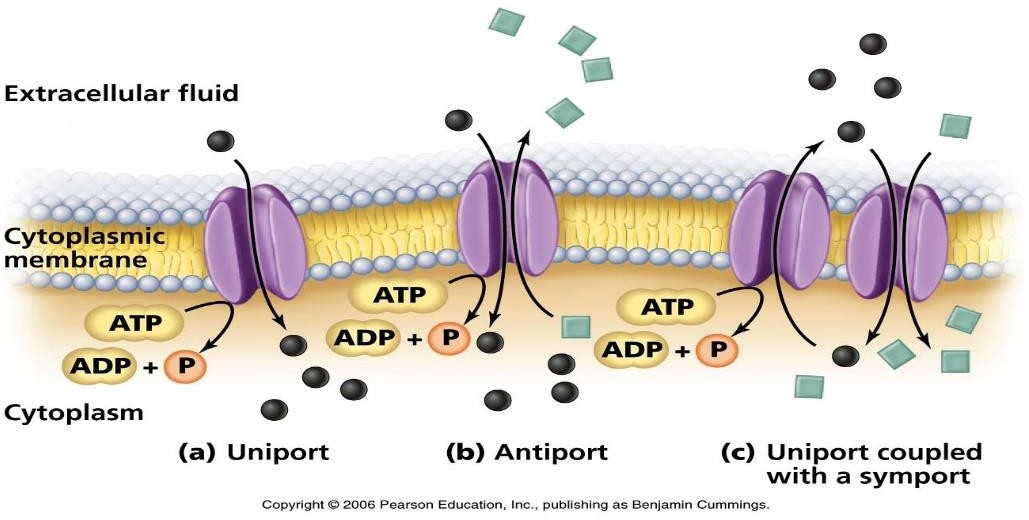 Extracellular fluid
Cytoplasmic
membrane
ATP
ADP + P
ATP
ADP + P
ATP
ADP + P
Cytoplasm
(a) Uniport
(b) Antiport
(c) Uniport coupled
with a symport
Copyright © 2006 Pearson Education, Inc., publishing as Benjamin Cummings.